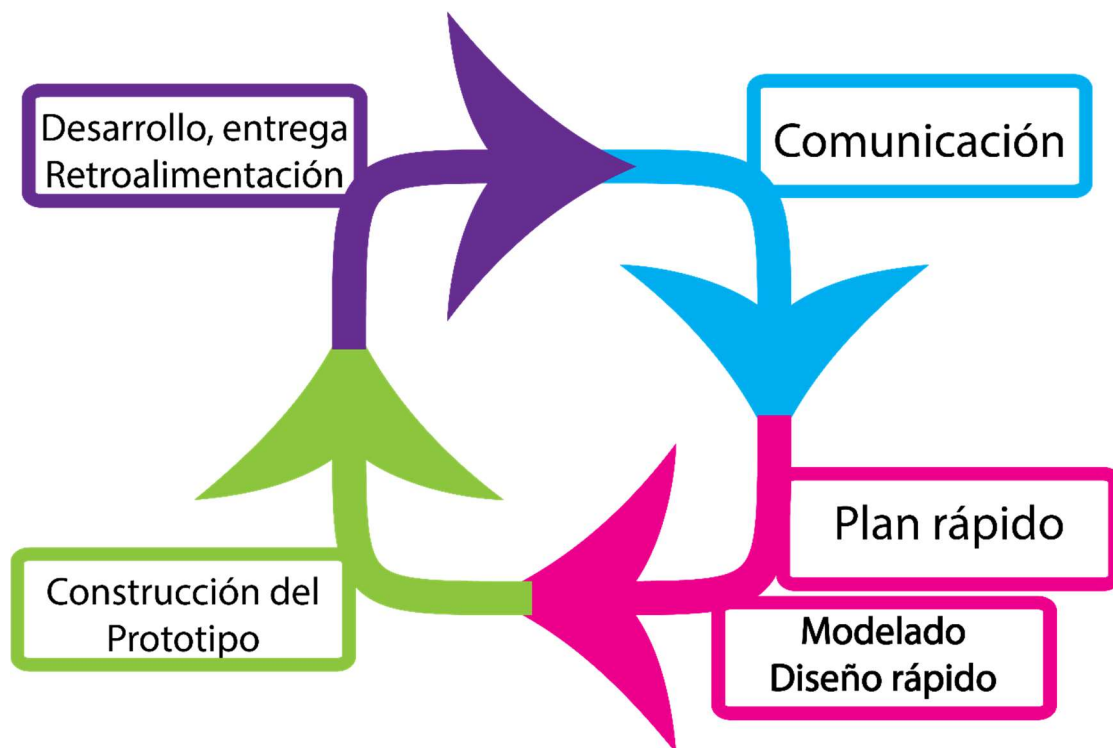 Desarrollo, entrega
Retroalimentación
Comunicación
Plan rápido
Modelado
Diseño rápido
Construcción del
Prototipo